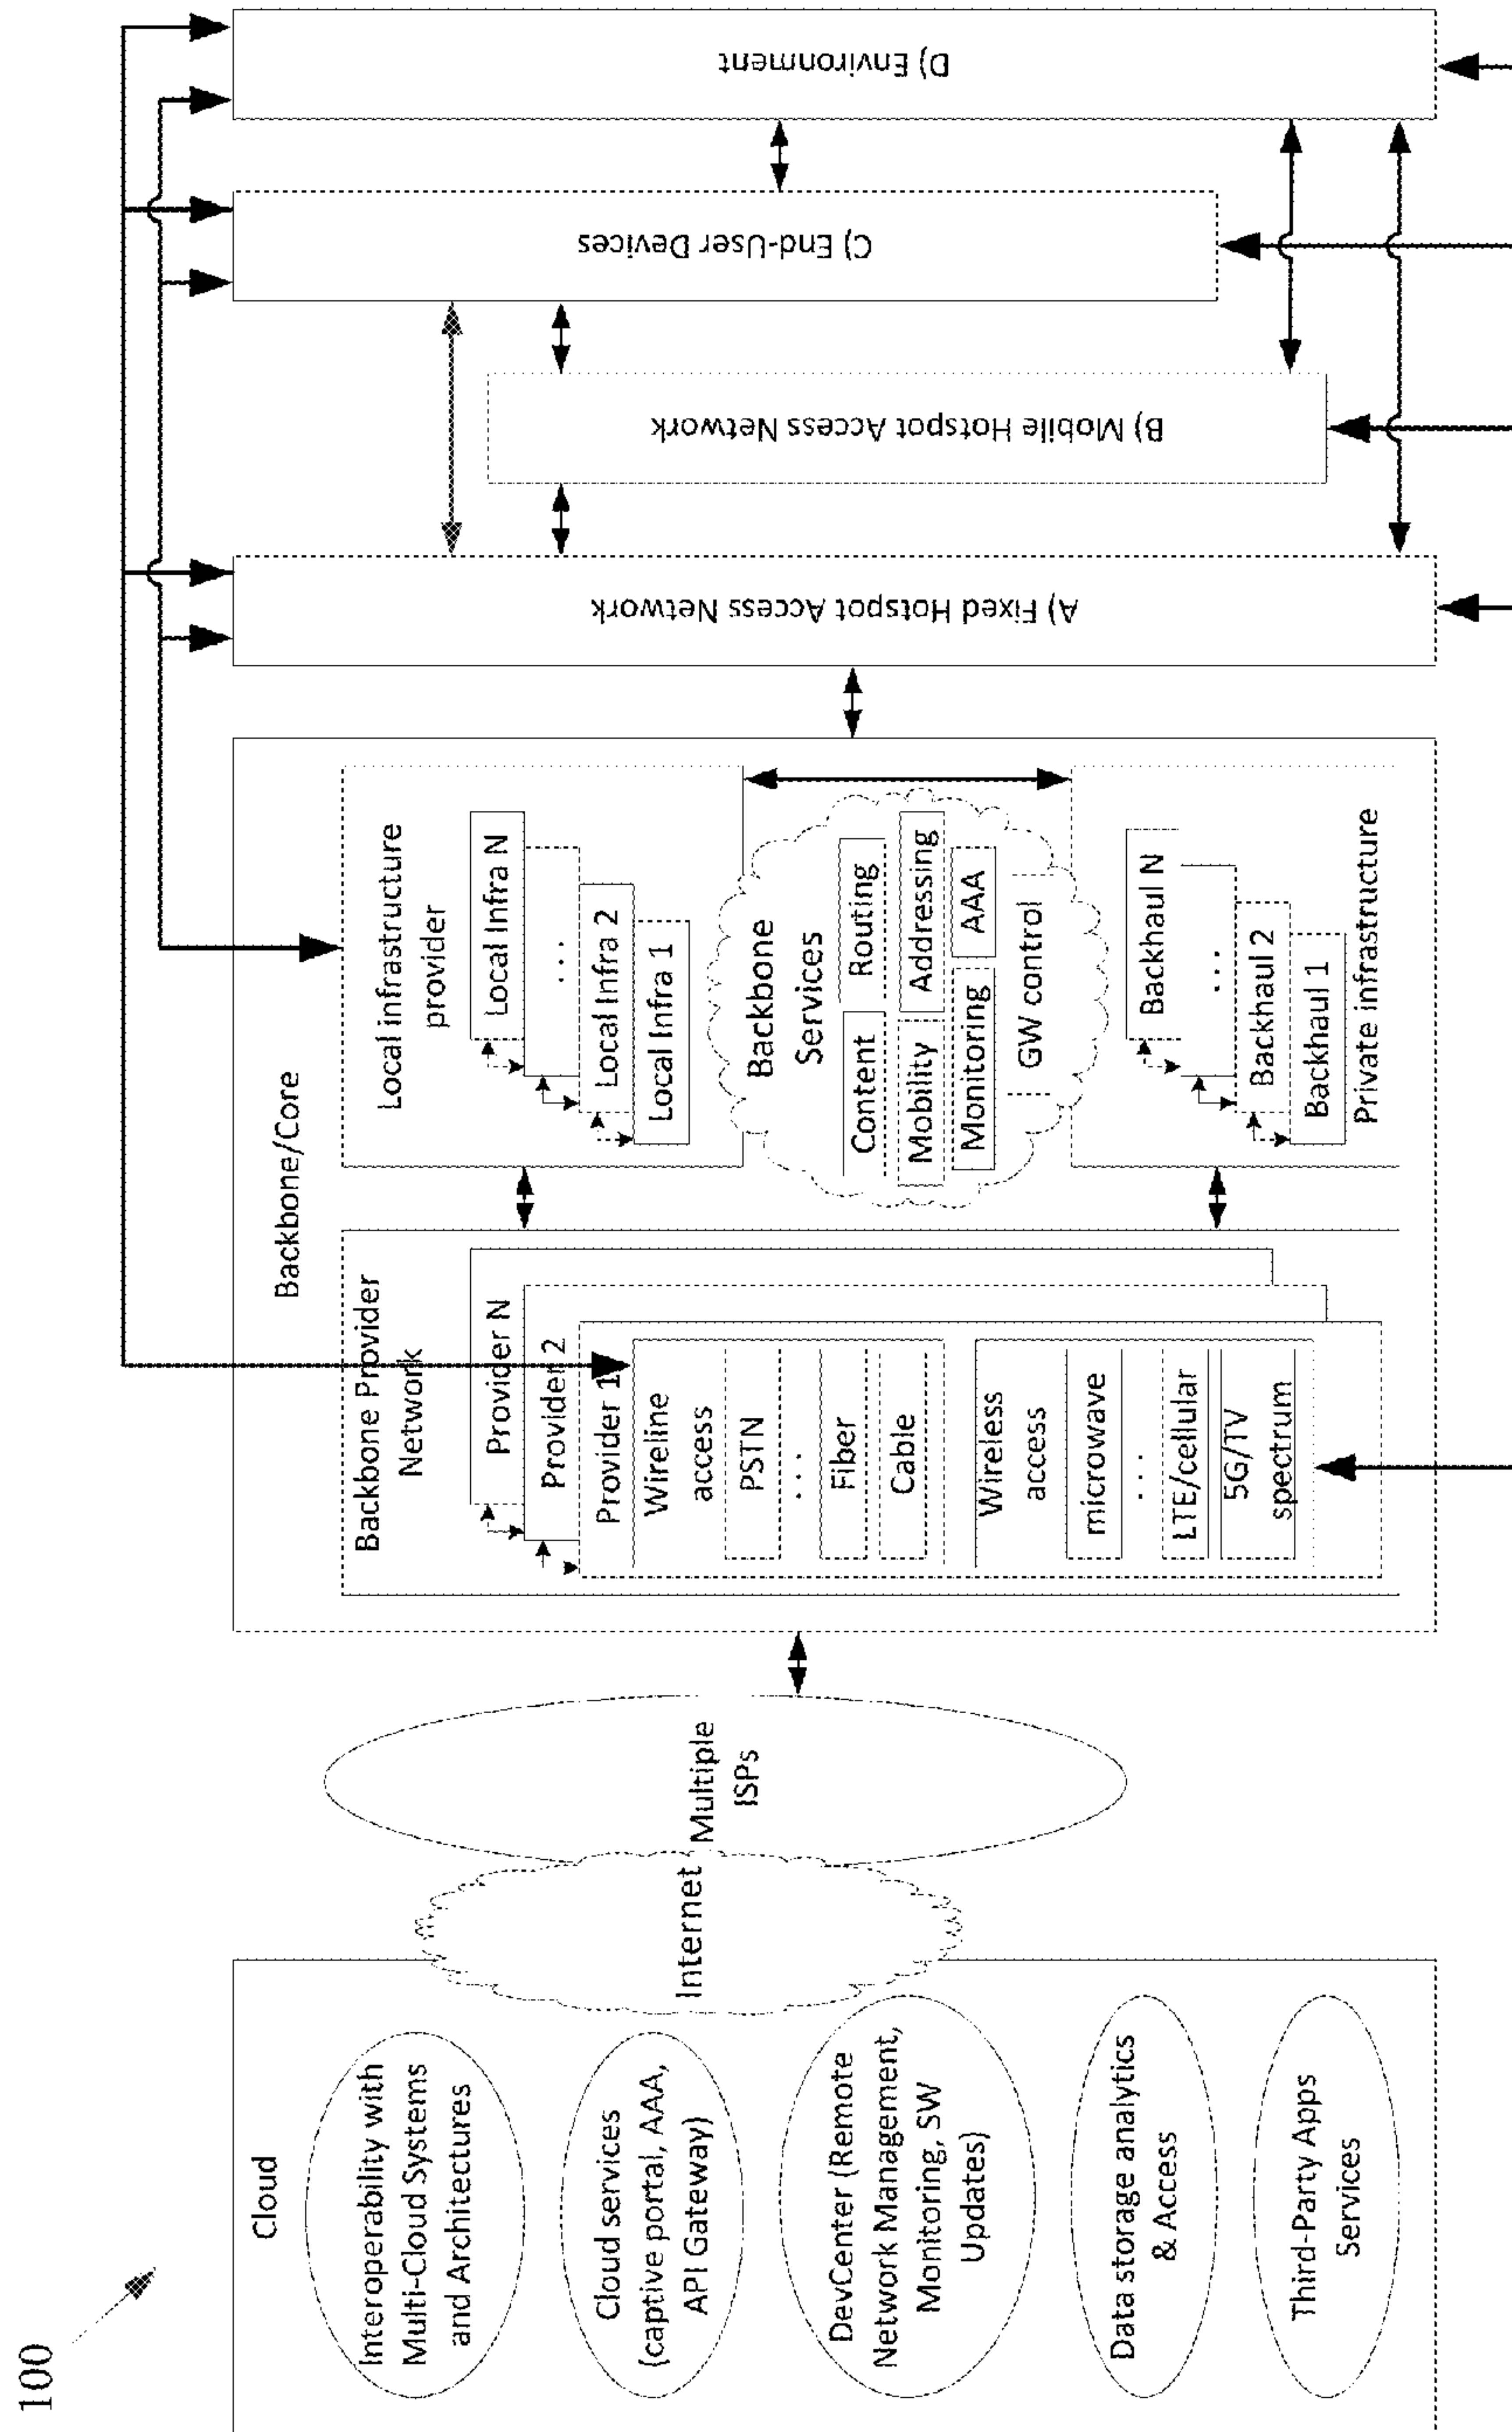 100
Cloud
Interoperability with
Multi-Cloud Systems
and Architectures
Cloud services
(captive portal, AAA,
API Gateway)
DevCenter (Remote
Network Management,
Monitoring, SW
Updates)
Data storage analytics
& Access
Third-Party Apps
Services
Internet
Multiple
ISPs
Backbone/Core
Backbone Provider
Network
Provider N
Provider 2
Provider 1
Wireline
access
PSTN
...
Fiber
Cable
Wireless
access
microwave
...
LTE/cellular
5G/TV
spectrum
Local infrastructure
provider
Local Infra N
...
Local Infra 2
Local Infra 1
Backbone
Services
Content
Routing
Mobility
Addressing
Monitoring
AAA
GW control
Backhaul N
...
Backhaul 2
Backhaul 1
Private infrastructure
A) Fixed Hotspot Access Network
B) Mobile Hotspot Access Network
C) End-User Devices
D) Environment